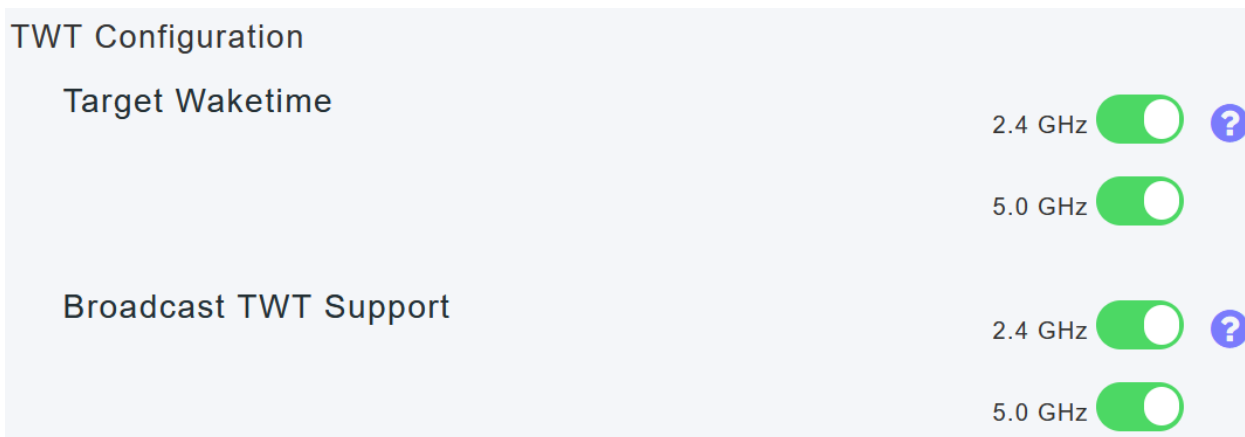 TWT Configuration
Target Waketime
2.4 GHz ?
5.0 GHz
Broadcast TWT Support
2.4 GHz ?
5.0 GHz